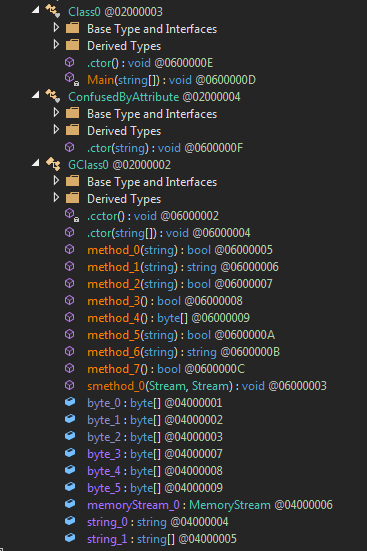 Class0 @02000003
Base Type and Interfaces
Derived Types
.ctor() : void @0600000E
Main(string[]) : void @0600000D
ConfusedByAttribute @02000004
Base Type and Interfaces
Derived Types
.ctor(string) : void @0600000F
GClass0 @02000002
Base Type and Interfaces
Derived Types
.cctor() : void @06000002
.ctor(string[]) : void @06000004
method_0(string) : bool @06000005
method_1(string) : string @06000006
method_2(string) : bool @06000007
method_3() : bool @06000008
method_4() : byte[] @06000009
method_5(string) : bool @0600000A
method_6(string) : string @0600000B
method_7() : bool @0600000C
smethod_0(Stream, Stream) : void @06000003
byte_0 : byte[] @04000001
byte_1 : byte[] @04000002
byte_2 : byte[] @04000003
byte_3 : byte[] @04000007
byte_4 : byte[] @04000008
byte_5 : byte[] @04000009
memoryStream_0 : MemoryStream @04000006
string_0 : string @04000004
string_1 : string[] @04000005